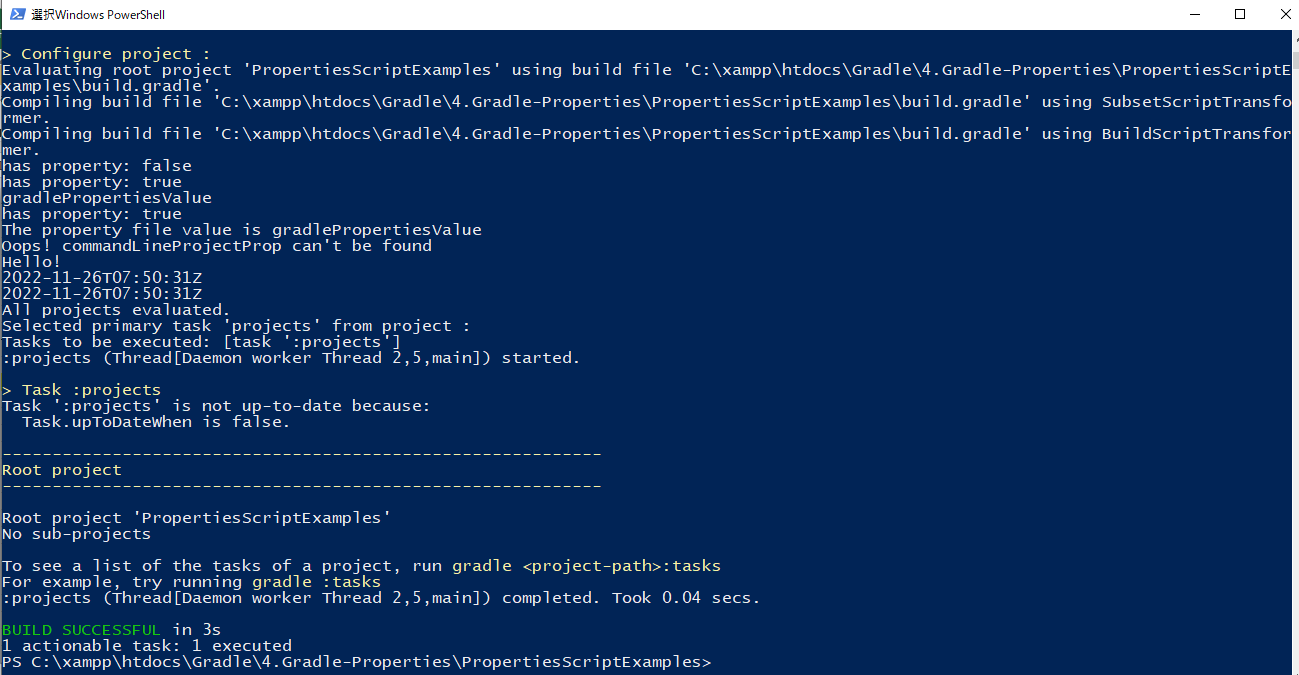 選択Windows PowerShell
> Configure project :
Evaluating root project 'PropertiesScriptExamples' using build file 'C:\xampp\htdocs\Gradle\4.Gradle-Properties\PropertiesScriptE
xamples\build.gradle'.
Compiling build file 'C:\xampp\htdocs\Gradle\4.Gradle-Properties\PropertiesScriptExamples\build.gradle' using SubsetScriptTransfo
rmer.
Compiling build file 'C:\xampp\htdocs\Gradle\4.Gradle-Properties\PropertiesScriptExamples\build.gradle' using BuildScriptTransfor
mer.
has property: false
has property: true
gradlePropertiesValue
has property: true
The property file value is gradlePropertiesValue
Oops! commandLineProjectProp can't be found
Hello!
2022-11-26T07:50:31Z
2022-11-26T07:50:31Z
All projects evaluated.
Selected primary task 'projects' from project :
Tasks to be executed: [task ':projects']
:projects (Thread[Daemon worker Thread 2,5,main]) started.
> Task :projects
Task ':projects' is not up-to-date because:
  Task.upToDateWhen is false.
------------------------------------------------------------
Root project
------------------------------------------------------------
Root project 'PropertiesScriptExamples'
No sub-projects
To see a list of the tasks of a project, run gradle <project-path>:tasks
For example, try running gradle :tasks
:projects (Thread[Daemon worker Thread 2,5,main]) completed. Took 0.04 secs.
BUILD SUCCESSFUL in 3s
1 actionable task: 1 executed
PS C:\xampp\htdocs\Gradle\4.Gradle-Properties\PropertiesScriptExamples>